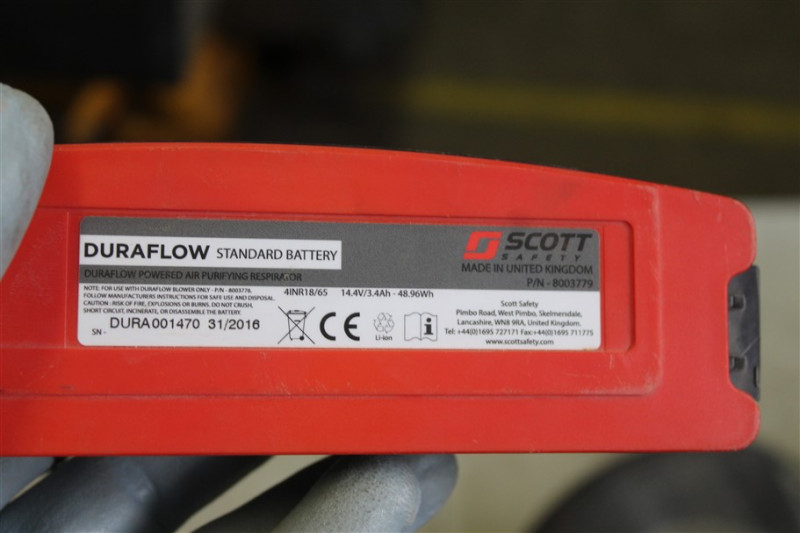 DURAFLOW STANDARD BATTERY
DURAFLOW POWERED AIR PURIFYING RESPIRATOR
SCOTT
SAFETY
MADE IN UNITED KINGDOM
P/N - 8003779
NOTE: FOR USE WITH DURAFLOW BLOWER ONLY - P/N - 8003776.
FOLLOW MANUFACTURERS INSTRUCTIONS FOR SAFE USE AND DISPOSAL.
CAUTION : RISK OF FIRE, EXPLOSIONS OR BURNS. DO NOT CRUSH,
SHORT CIRCUIT, INCINERATE, OR DISASSEMBLE THE BATTERY.
SN - DURA001470 31/2016
4INR18/65 14.4V/3.4Ah - 48.96Wh
CE
Li-ion
i
Scott Safety
Pimbo Road, West Pimbo, Skelmersdale,
Lancashire, WN8 9RA, United Kingdom.
Tel: +44(0)1695 727171 Fax:+44(0)1695 711775
www.scottsafety.com